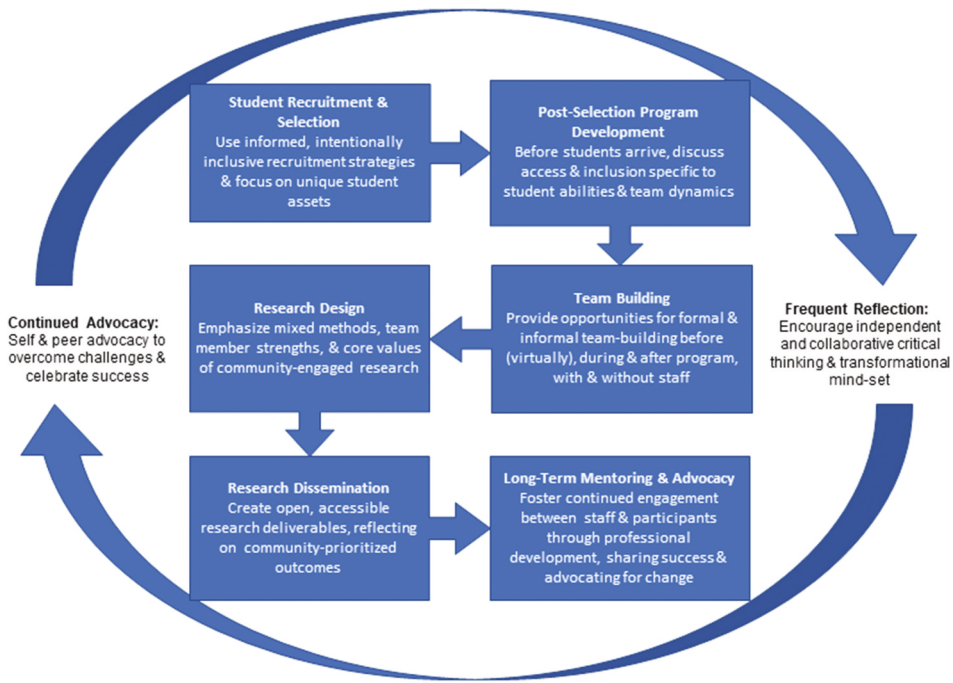 Student Recruitment &
Selection
Use informed, intentionally
inclusive recruitment strategies
& focus on unique student
assets
Post-Selection Program
Development
Before students arrive, discuss
access & inclusion specific to
student abilities & team dynamics
Continued Advocacy:
Self & peer advocacy to
overcome challenges &
celebrate success
Research Design
Emphasize mixed methods, team
member strengths, & core values
of community-engaged research
Team Building
Provide opportunities for formal &
informal team-building before
(virtually), during & after program,
with & without staff
Frequent Reflection:
Encourage independent
and collaborative critical
thinking & transformational
mind-set
Research Dissemination
Create open, accessible
research deliverables, reflecting
on community-prioritized
outcomes
Long-Term Mentoring & Advocacy
Foster continued engagement
between staff & participants
through professional
development, sharing success &
advocating for change